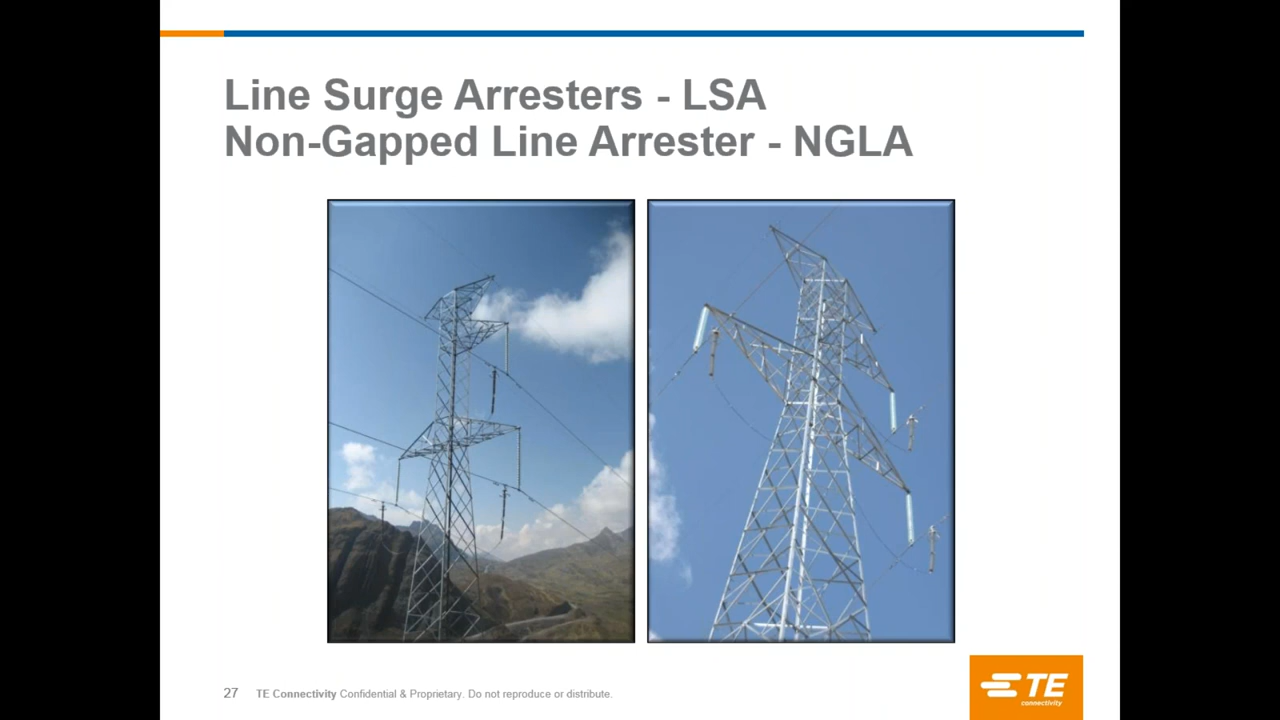 Line Surge Arresters - LSA
Non-Gapped Line Arrester - NGLA
27 TE Connectivity Confidential & Proprietary. Do not reproduce or distribute.
TE
connectivity